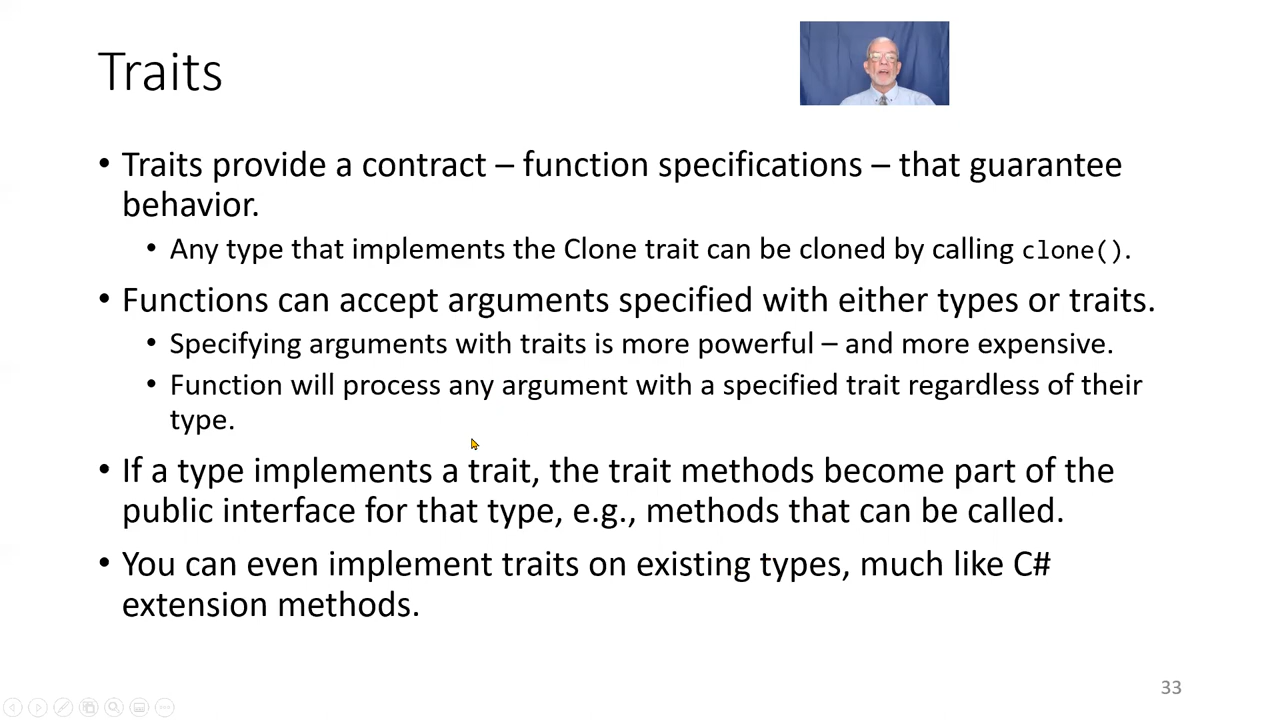 Traits
• Traits provide a contract – function specifications – that guarantee
behavior.
• Any type that implements the Clone trait can be cloned by calling clone().
• Functions can accept arguments specified with either types or traits.
• Specifying arguments with traits is more powerful – and more expensive.
• Function will process any argument with a specified trait regardless of their
type.
• If a type implements a trait, the trait methods become part of the
public interface for that type, e.g., methods that can be called.
• You can even implement traits on existing types, much like C#
extension methods.
33